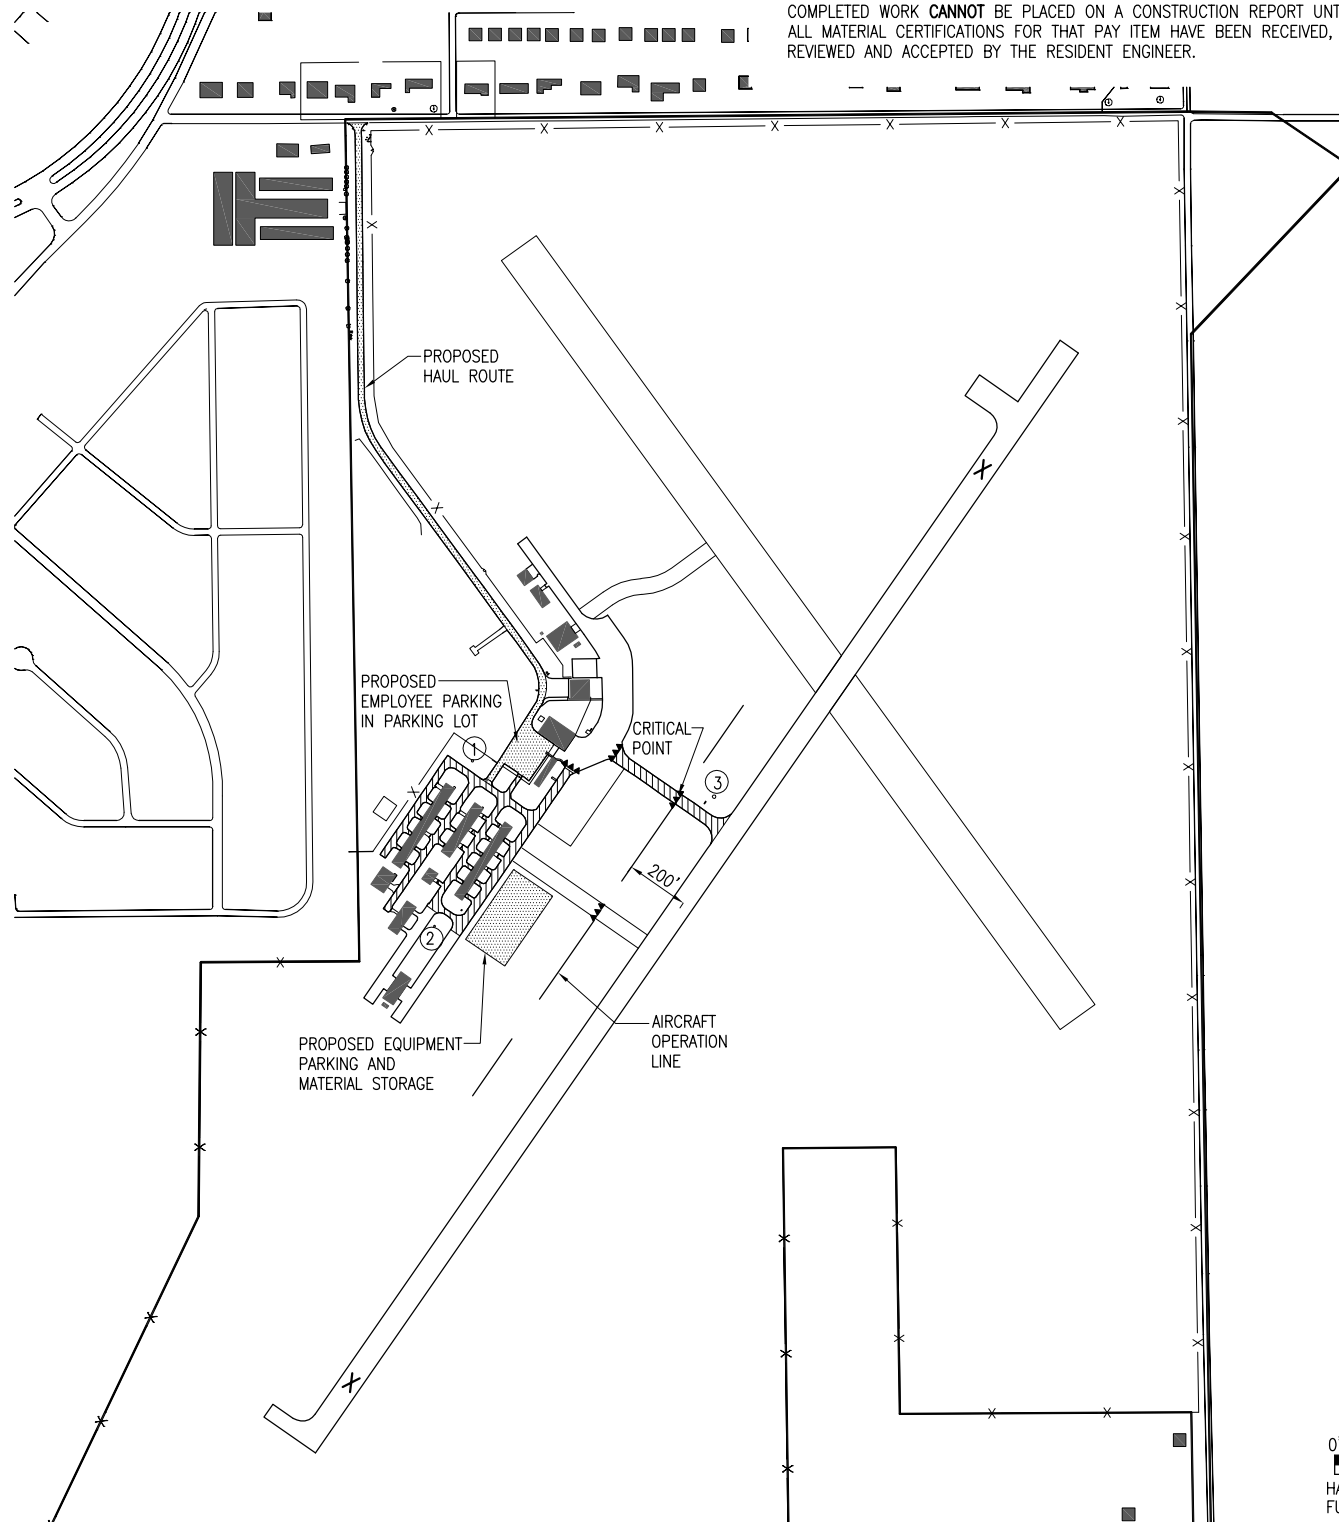 COMPLETED WORK CANNOT BE PLACED ON A CONSTRUCTION REPORT
ALL MATERIAL CERTIFICATIONS FOR THAT PAY ITEM HAVE BEEN RECEIVED,
REVIEWED AND ACCEPTED BY THE RESIDENT ENGINEER.
PROPOSED
HAUL ROUTE
PROPOSED
EMPLOYEE PARKING
IN PARKING LOT
CRITICAL
POINT
1
3
200'
2
AIRCRAFT
OPERATION
LINE
PROPOSED EQUIPMENT
PARKING AND
MATERIAL STORAGE